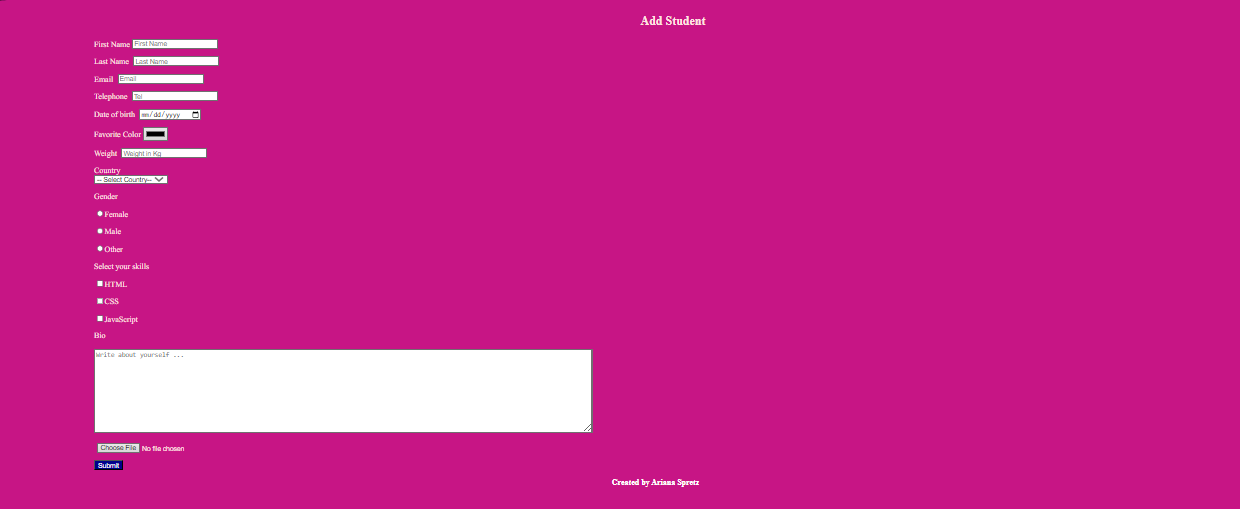 Add Student
First Name First Name
Last Name Last Name
Email Email
Telephone Tel
Date of birth mm/dd/yyyy
Favorite Color
Weight Weight in Kg
Country
-- Select Country--
Gender
Female
Male
Other
Select your skills
HTML
CSS
JavaScript
Bio
Write about yourself ...
Choose File No file chosen
Submit
Created by Ariana Spretz